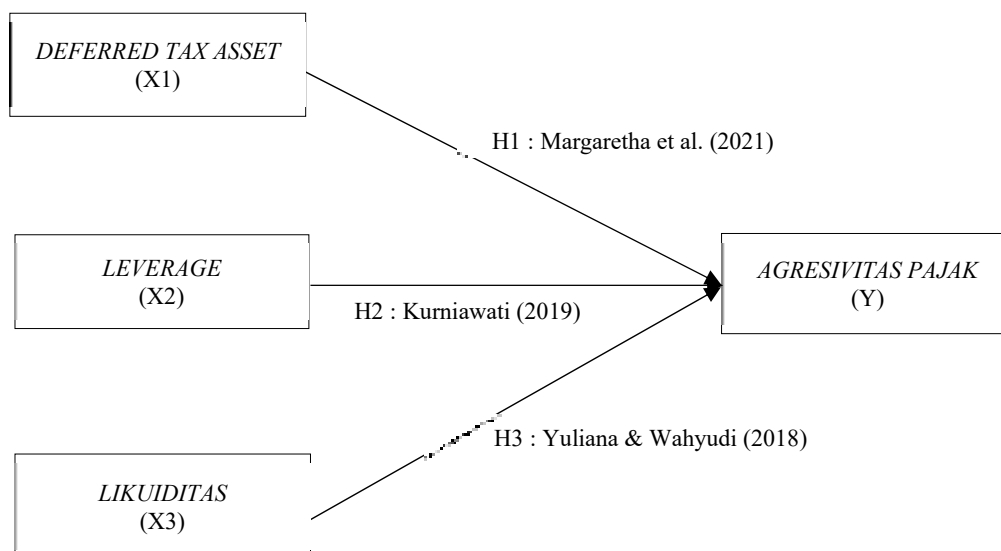 DEFERRED TAX ASSET
(X1)
H1 : Margaretha et al. (2021)
LEVERAGE
(X2)
H2 : Kurniawati (2019)
AGRESIVITAS PAJAK
(Y)
H3 : Yuliana & Wahyudi (2018)
LIKUIDITAS
(X3)